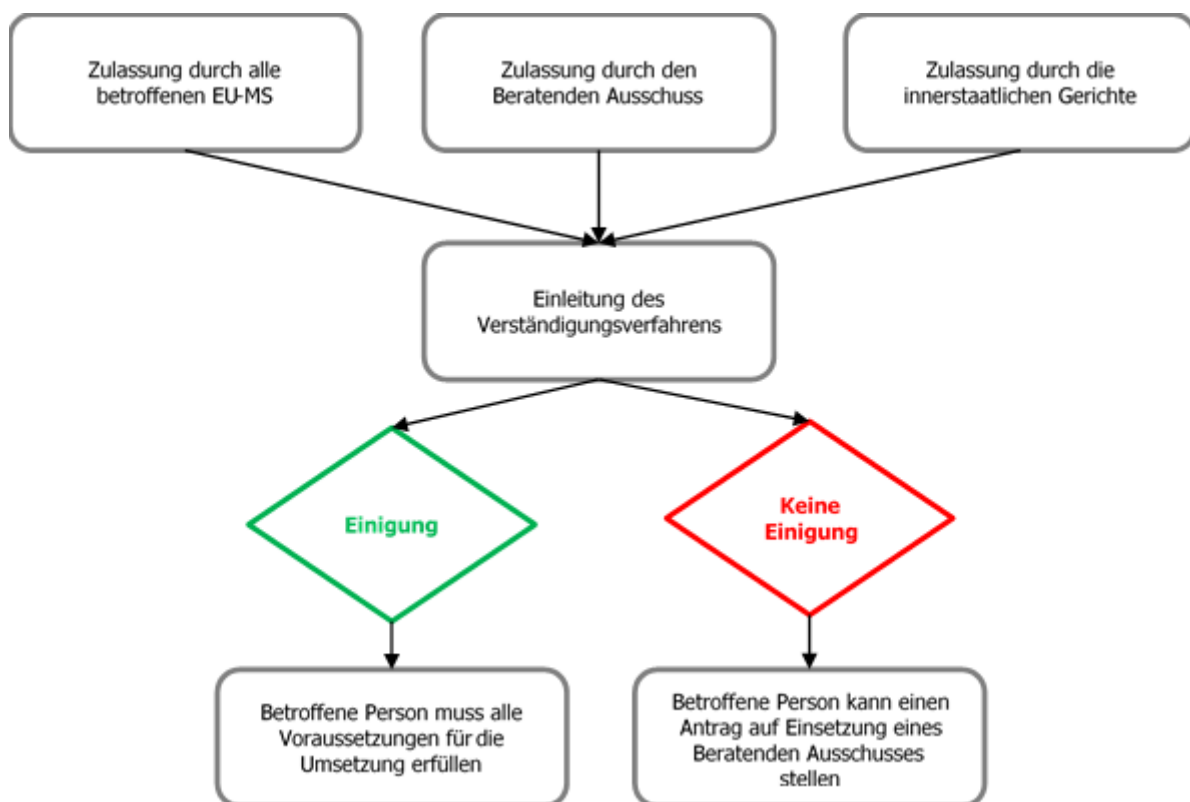 Zulassung durch alle
betroffenen EU-MS
Zulassung durch den
Beratenden Ausschuss
Zulassung durch die
innerstaatlichen Gerichte
Einleitung des
Verständigungsverfahrens
Einigung
Keine
Einigung
Betroffene Person muss alle
Voraussetzungen für die
Umsetzung erfüllen
Betroffene Person kann einen
Antrag auf Einsetzung eines
Beratenden Ausschusses
stellen